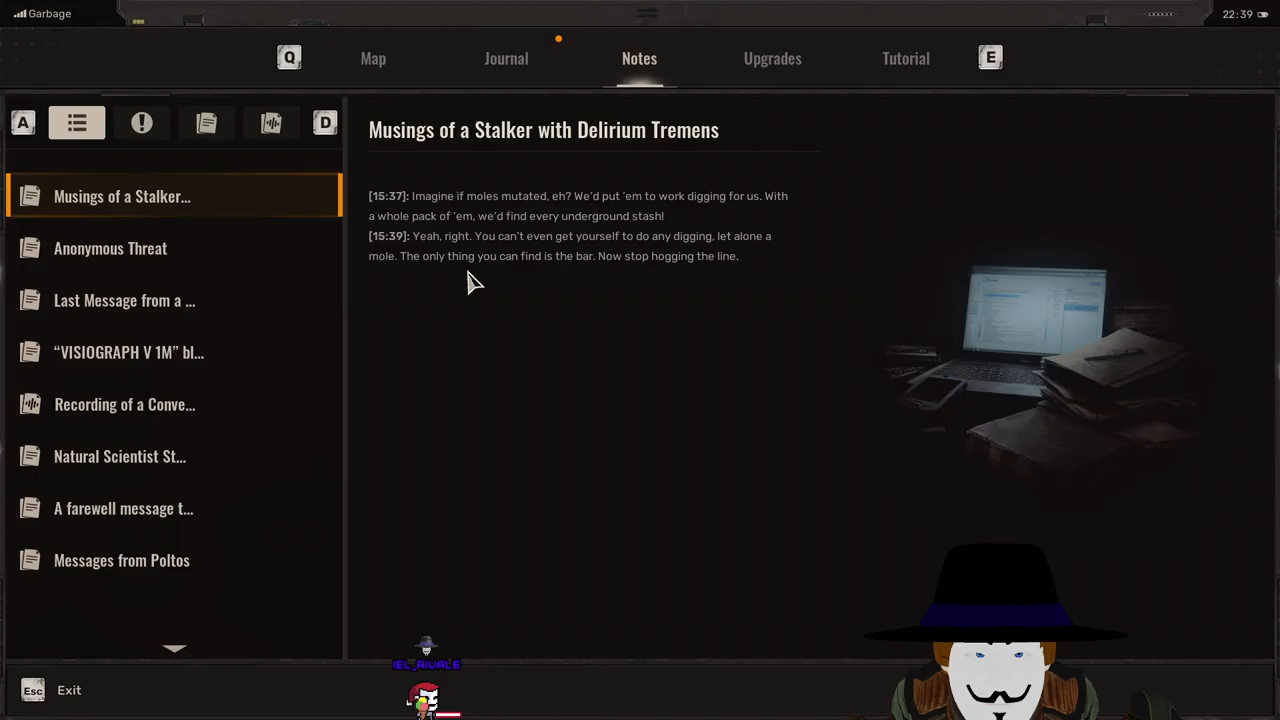 Garbage
22:39
Q
Map
Journal
Notes
Upgrades
Tutorial
E
A
D
Musings of a Stalker...
Anonymous Threat
Last Message from a ...
“VISIOGRAPH V 1M” bl...
Recording of a Conve...
Natural Scientist St...
A farewell message t...
Messages from Poltos
Musings of a Stalker with Delirium Tremens
[15:37]: Imagine if moles mutated, eh? We’d put ’em to work digging for us. With
a whole pack of ’em, we’d find every underground stash!
[15:39]: Yeah, right. You can’t even get yourself to do any digging, let alone a
mole. The only thing you can find is the bar. Now stop hogging the line.
IEL_RIVALE
Esc
Exit